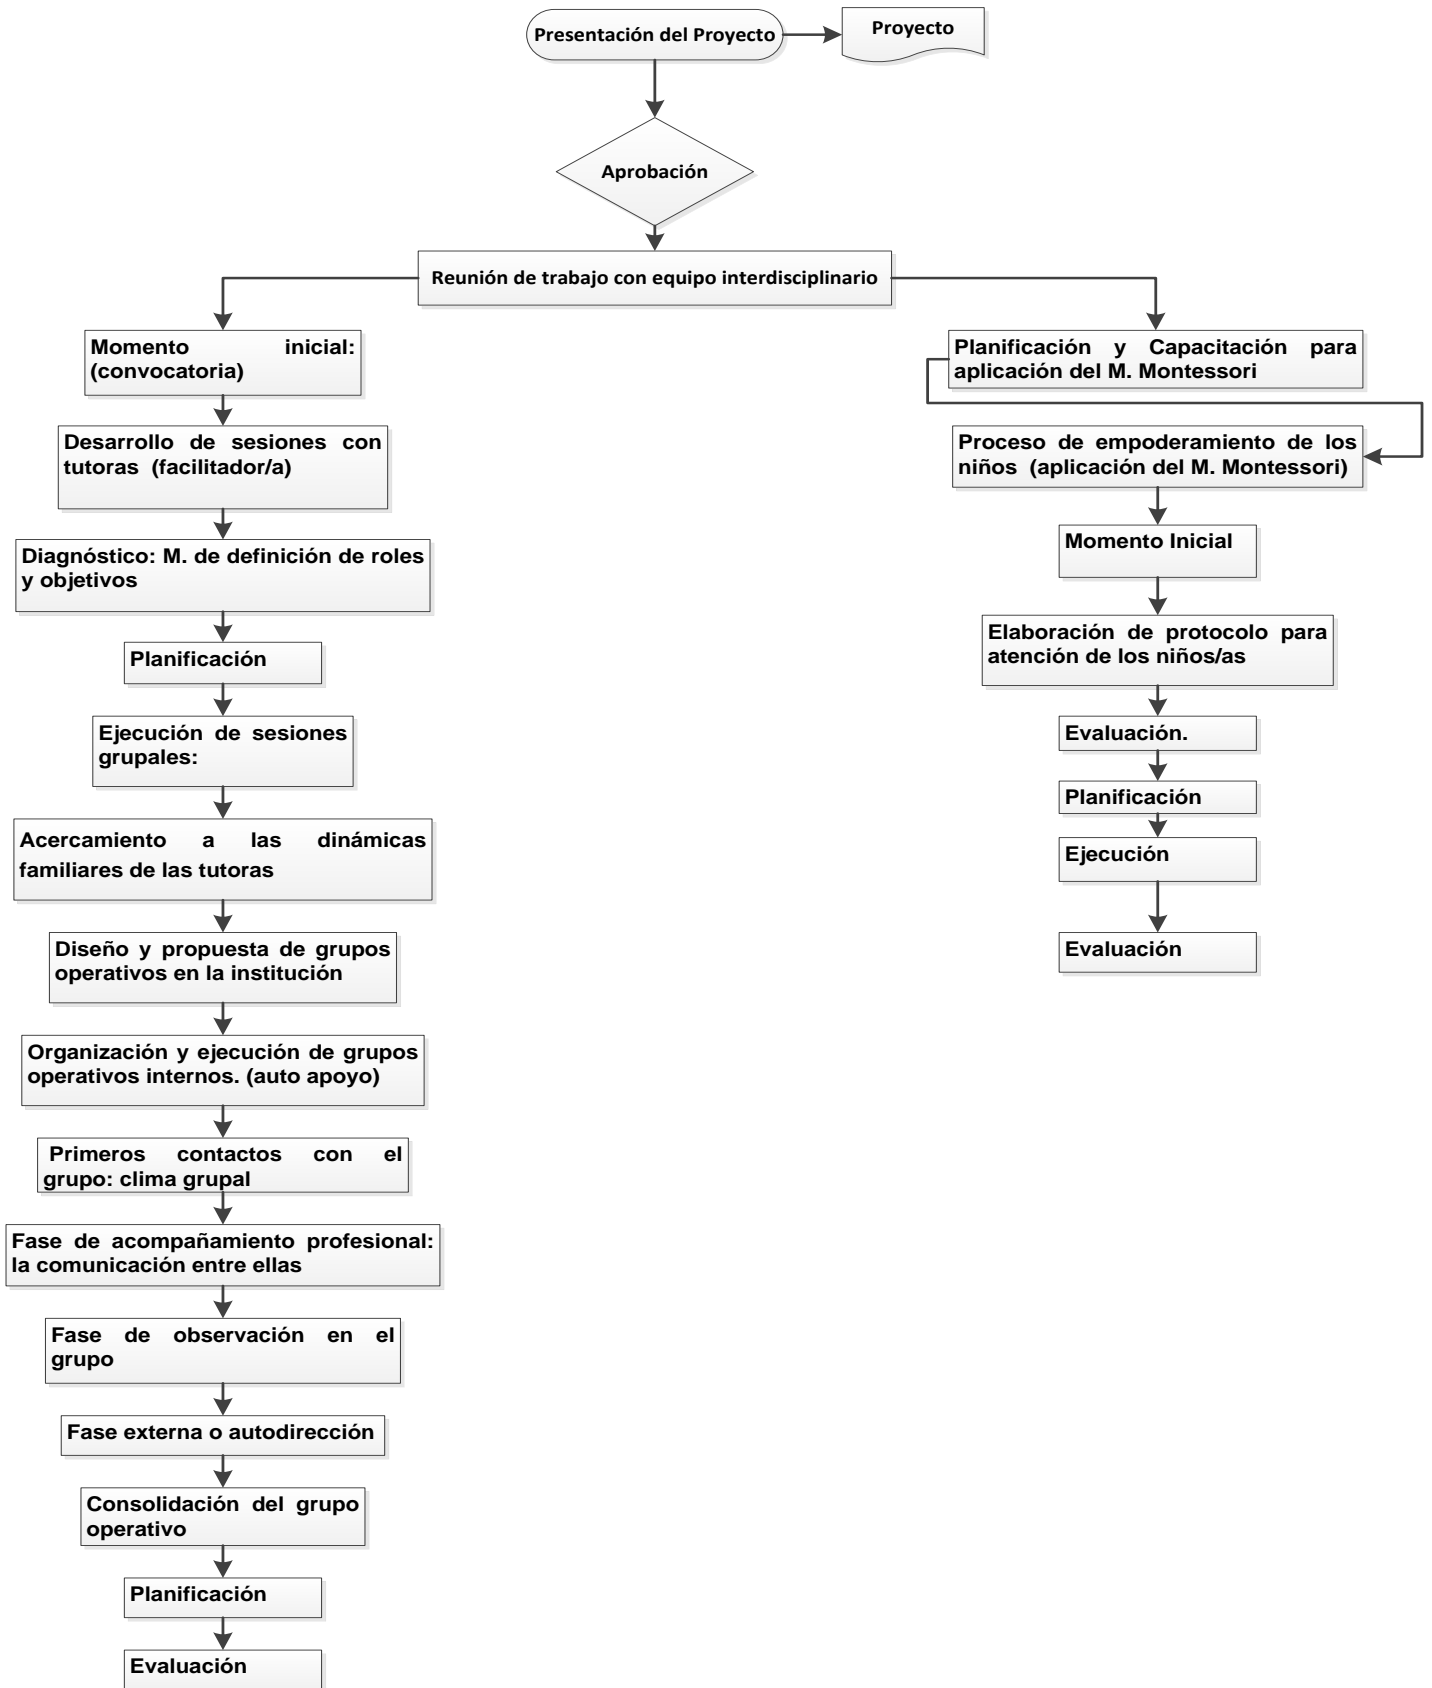 Presentación del Proyecto
Proyecto
Aprobación
Reunión de trabajo con equipo interdisciplinario
Momento inicial:
(convocatoria)
Desarrollo de sesiones con
tutoras (facilitador/a)
Diagnóstico: M. de definición de roles
y objetivos
Planificación
Ejecución de sesiones
grupales:
Acercamiento a las dinámicas
familiares de las tutoras
Diseño y propuesta de grupos
operativos en la institución
Organización y ejecución de grupos
operativos internos. (auto apoyo)
Primeros contactos con el
grupo: clima grupal
Fase de acompañamiento profesional:
la comunicación entre ellas
Fase de observación en el
grupo
Fase externa o autodirección
Consolidación del grupo
operativo
Planificación
Evaluación
Planificación y Capacitación para
aplicación del M. Montessori
Proceso de empoderamiento de los
niños (aplicación del M. Montessori)
Momento Inicial
Elaboración de protocolo para
atención de los niños/as
Evaluación.
Planificación
Ejecución
Evaluación